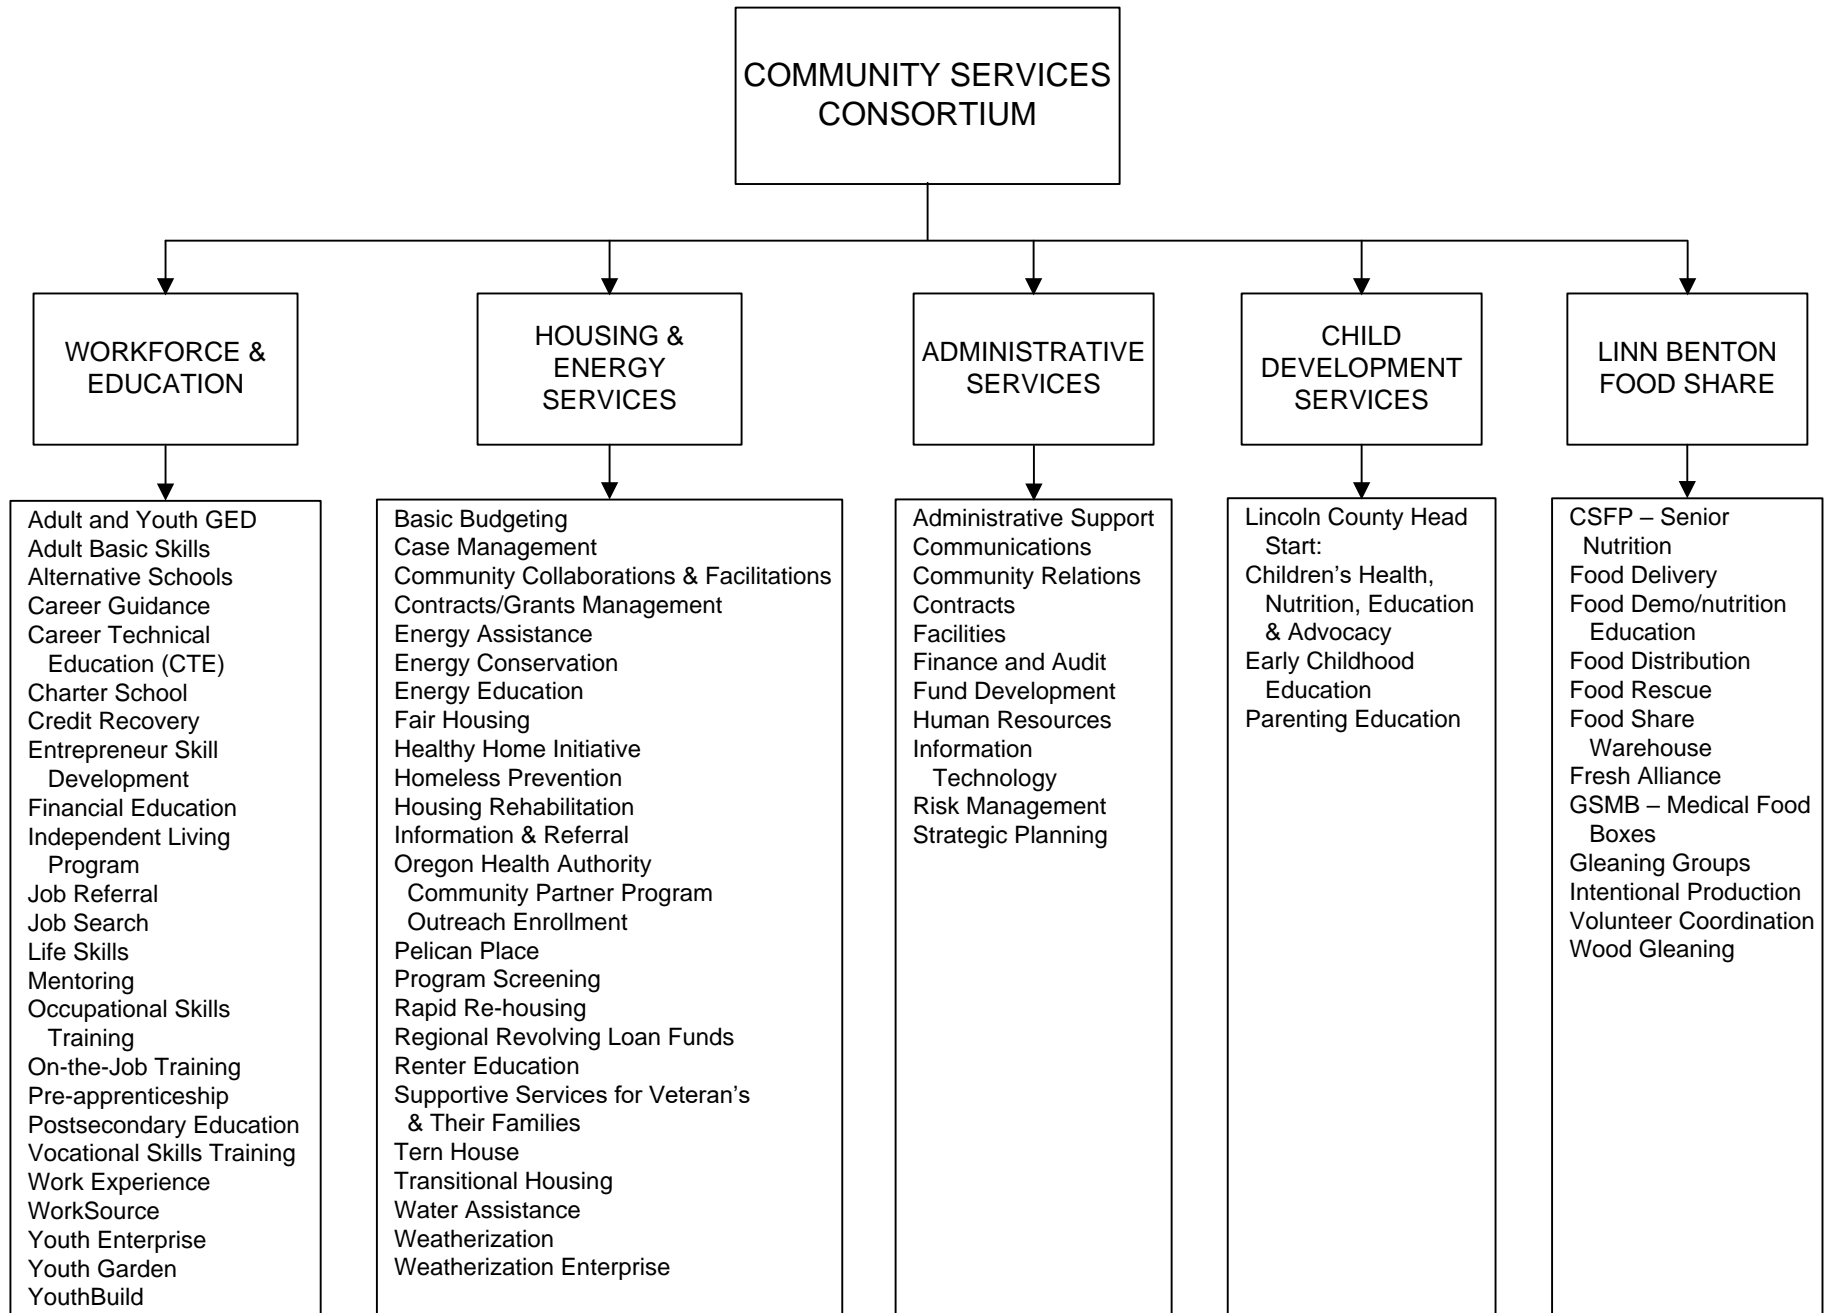 COMMUNITY SERVICES
CONSORTIUM
WORKFORCE &
EDUCATION
HOUSING &
ENERGY
SERVICES
ADMINISTRATIVE
SERVICES
CHILD
DEVELOPMENT
SERVICES
LINN BENTON
FOOD SHARE
Adult and Youth GED
Adult Basic Skills
Alternative Schools
Career Guidance
Career Technical
Education (CTE)
Charter School
Credit Recovery
Entrepreneur Skill
Development
Financial Education
Independent Living
Program
Job Referral
Job Search
Life Skills
Mentoring
Occupational Skills
Training
On-the-Job Training
Pre-apprenticeship
Postsecondary Education
Vocational Skills Training
Work Experience
WorkSource
Youth Enterprise
Youth Garden
YouthBuild
Basic Budgeting
Case Management
Community Collaborations & Facilitations
Contracts/Grants Management
Energy Assistance
Energy Conservation
Energy Education
Fair Housing
Healthy Home Initiative
Homeless Prevention
Housing Rehabilitation
Information & Referral
Oregon Health Authority
Community Partner Program
Outreach Enrollment
Pelican Place
Program Screening
Rapid Re-housing
Regional Revolving Loan Funds
Renter Education
Supportive Services for Veteran’s
& Their Families
Tern House
Transitional Housing
Water Assistance
Weatherization
Weatherization Enterprise
Administrative Support
Communications
Community Relations
Contracts
Facilities
Finance and Audit
Fund Development
Human Resources
Information
Technology
Risk Management
Strategic Planning
Lincoln County Head
Start:
Children’s Health,
Nutrition, Education
& Advocacy
Early Childhood
Education
Parenting Education
CSFP – Senior
Nutrition
Food Delivery
Food Demo/nutrition
Education
Food Distribution
Food Rescue
Food Share
Warehouse
Fresh Alliance
GSMB – Medical Food
Boxes
Gleaning Groups
Intentional Production
Volunteer Coordination
Wood Gleaning